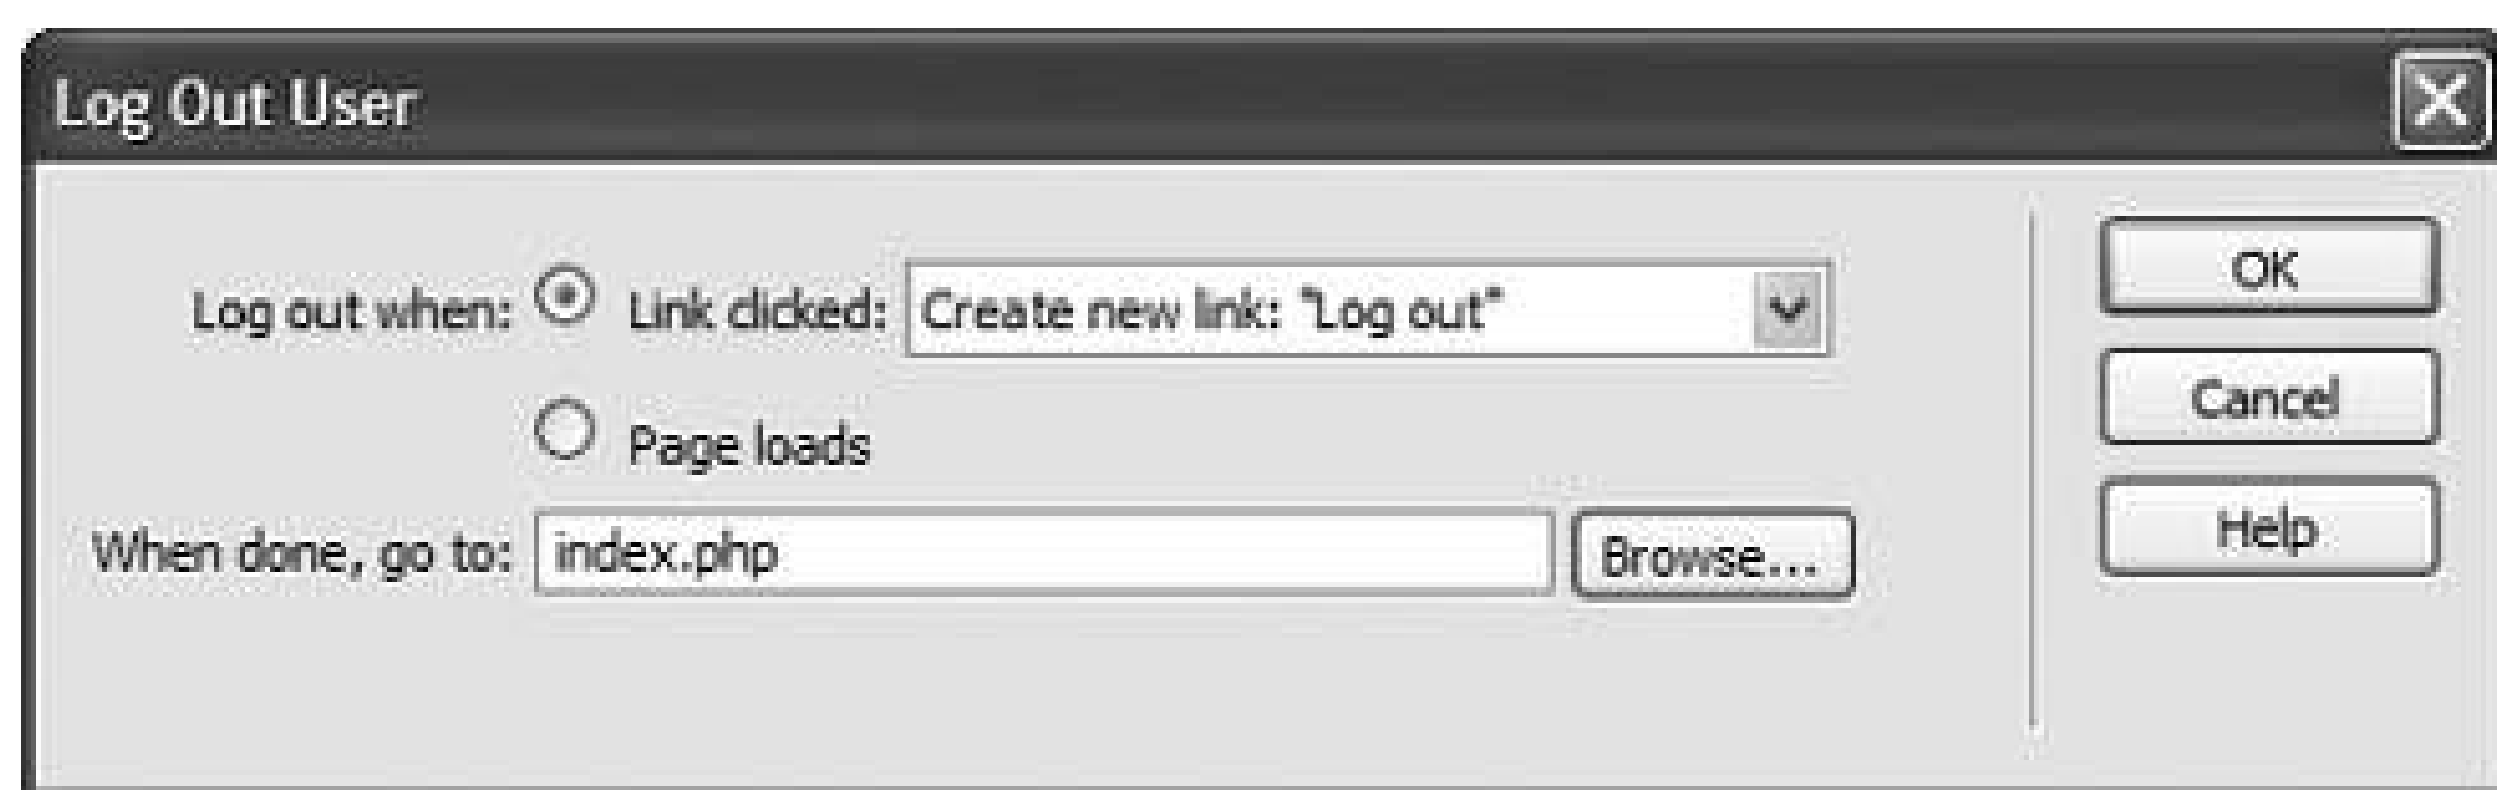 Log Out User
Log out when: Link clicked: Create new link: "Log out"
Page loads
When done, go to: index.php Browse...
OK
Cancel
Help